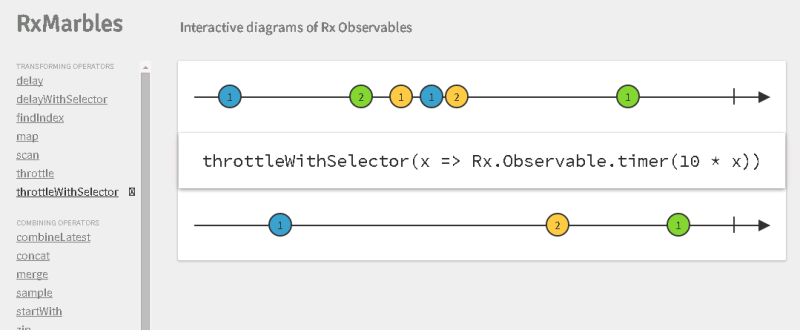 RxMarbles
Interactive diagrams of Rx Observables
TRANSFORMING OPERATORS
delay
delayWithSelector
findIndex
map
scan
throttle
throttleWithSelector
COMBINING OPERATORS
combineLatest
concat
merge
sample
startWith
zip
1 2 1 1 2 1
throttleWithSelector(x => Rx.Observable.timer(10 * x))
1 2 1